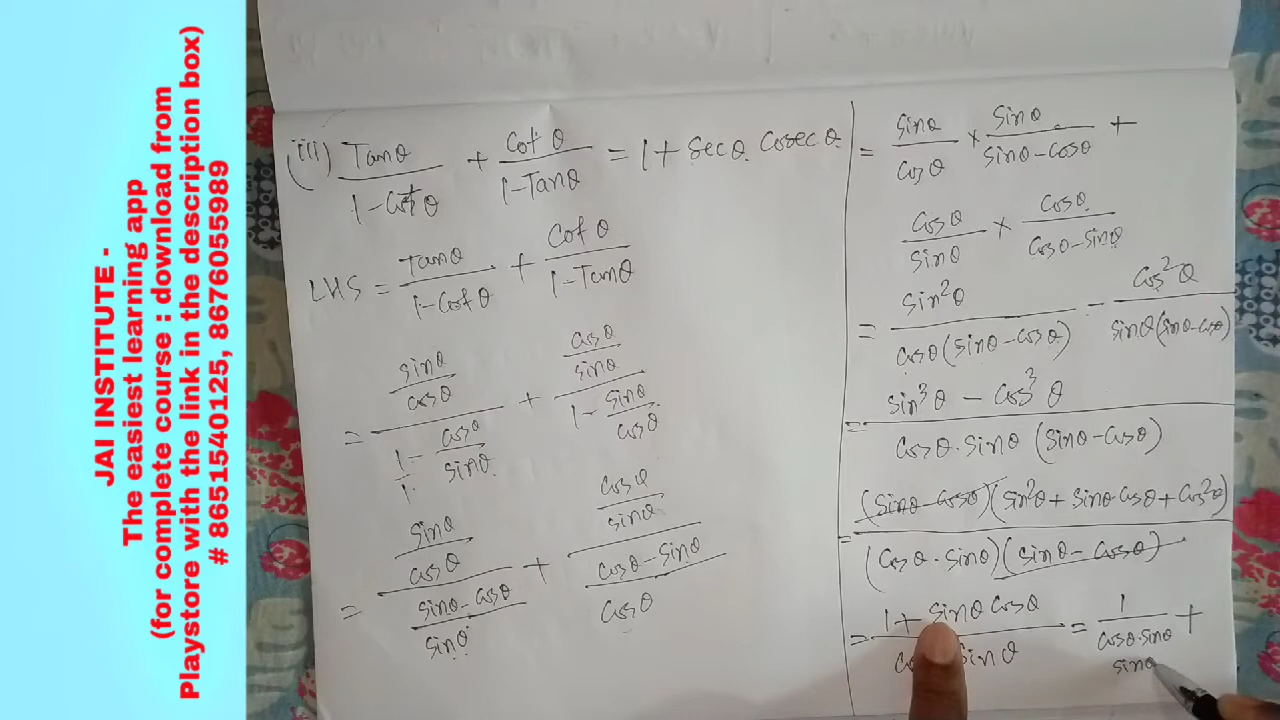 JAI INSTITUTE -
The easiest learning app
(for complete course : download from
Playstore with the link in the description box)
# 8651540125, 8676055989
(iii) Tanθ/(1-Cotθ) + Cotθ/(1-Tanθ) = 1 + secθ. Cosecθ.
LHS = Tanθ/(1-Cotθ) + Cotθ/(1-Tanθ)
= (sinθ/cosθ)/(1/1 - cosθ/sinθ) + (cosθ/sinθ)/(1 - sinθ/cosθ)
= (sinθ/cosθ)/((sinθ-cosθ)/sinθ) + (cosθ/sinθ)/((cosθ-sinθ)/cosθ)
= sinθ/cosθ × sinθ/(sinθ-cosθ) +
cosθ/sinθ × cosθ/(cosθ-sinθ)
= sin²θ/(cosθ(sinθ-cosθ)) - cos²θ/(sinθ(sinθ-cosθ))
= (sin³θ - cos³θ)/(cosθ.sinθ(sinθ-cosθ))
= (sinθ-cosθ)(sin²θ+sinθcosθ+cos²θ)/((cosθ.sinθ)(sinθ-cosθ))
= (1+sinθcosθ)/(sinθ) = 1/(cosθ.sinθ) +
sinθ